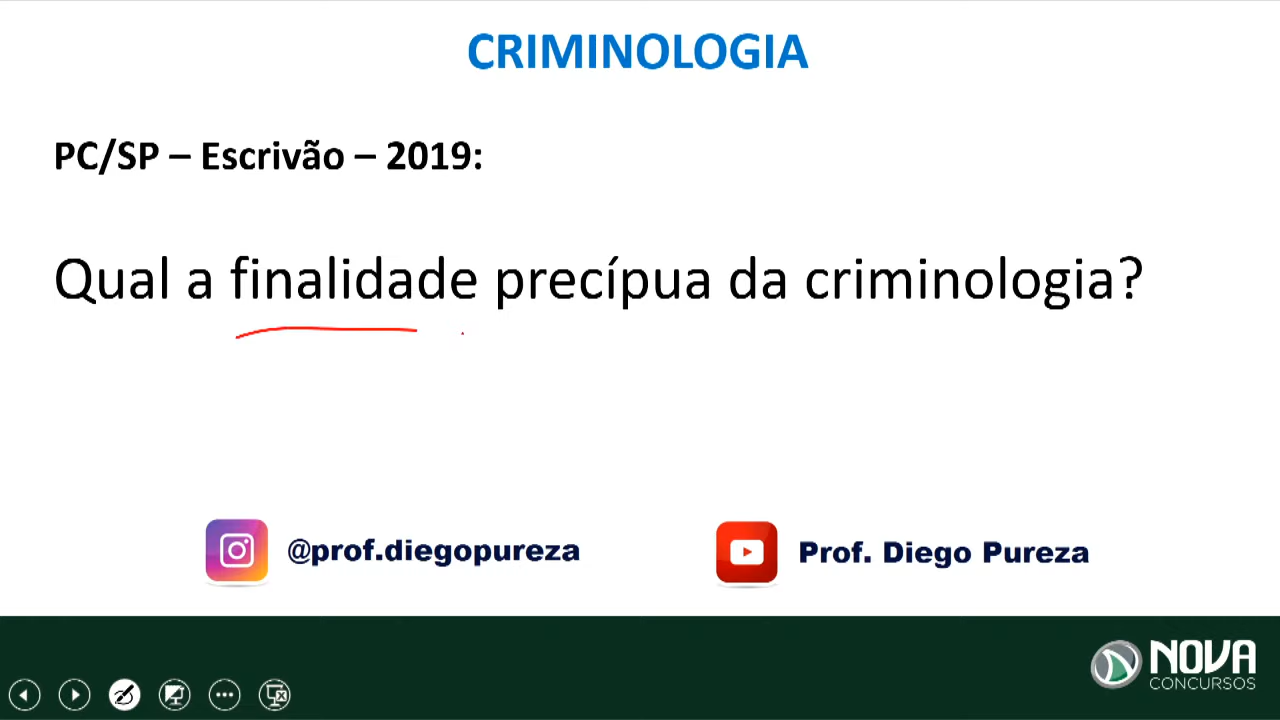 CRIMINOLOGIA
PC/SP – Escrivão – 2019:
Qual a finalidade precípua da criminologia?
@prof.diegopureza
Prof. Diego Pureza
NOVA
CONCURSOS